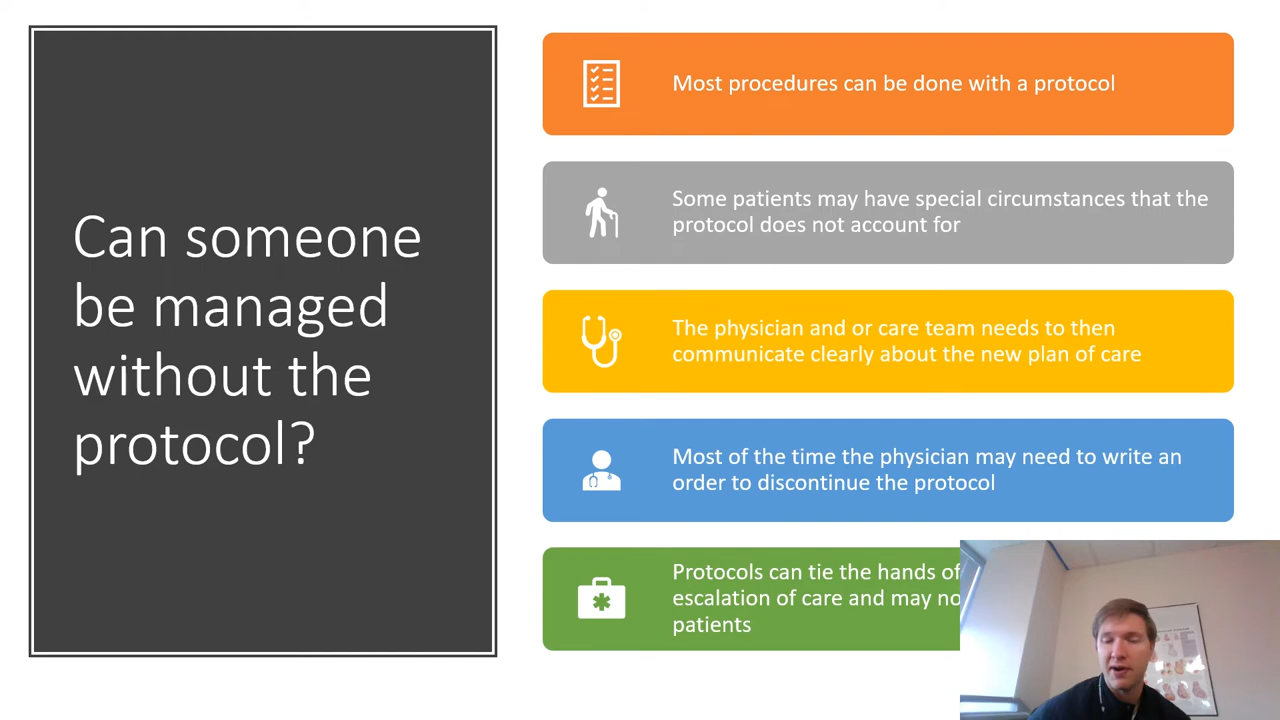 Can someone
be managed
without the
protocol?
Most procedures can be done with a protocol
Some patients may have special circumstances that the
protocol does not account for
The physician and or care team needs to then
communicate clearly about the new plan of care
Most of the time the physician may need to write an
order to discontinue the protocol
Protocols can tie the hands of
escalation of care and may no
patients